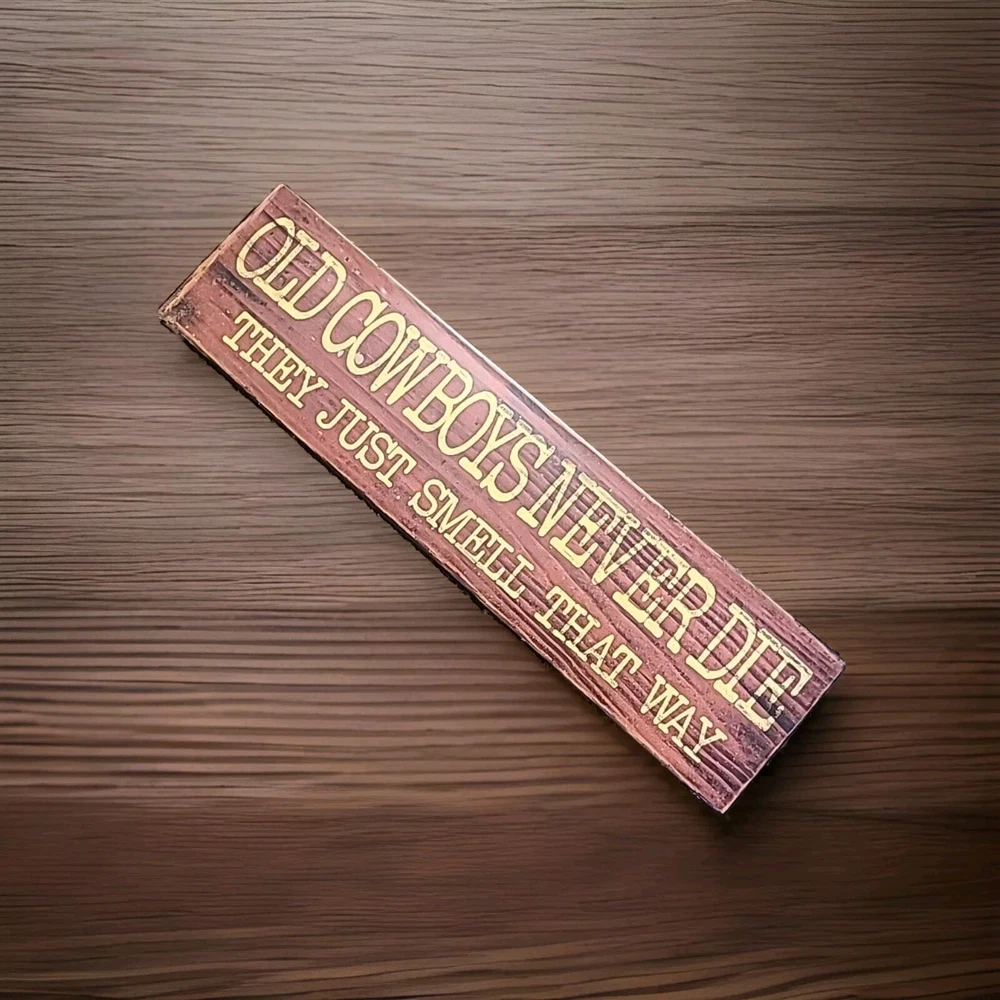 OLD COWBOYS NEVER DIE
THEY JUST SMELL THAT WAY